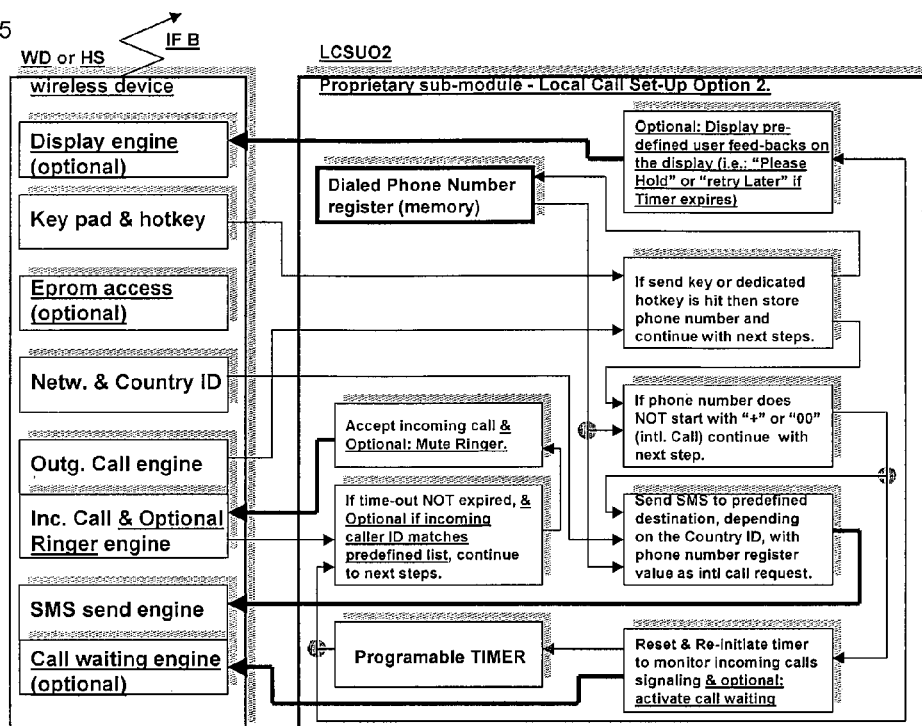 5
IF B
WD or HS
wireless device
LCSUO2
Proprietary sub-module - Local Call Set-Up Option 2.
Display engine
(optional)
Key pad & hotkey
Eprom access
(optional)
Netw. & Country ID
Outg. Call engine
Inc. Call & Optional
Ringer engine
SMS send engine
Call waiting engine
(optional)
Dialed Phone Number
register (memory)
Optional: Display pre-
defined user feed-backs on
the display (i.e.: “Please
Hold” or “retry Later” if
Timer expires)
If send key or dedicated
hotkey is hit then store
phone number and
continue with next steps.
If phone number does
NOT start with “+” or “00”
(intl. Call) continue with
next step.
Accept incoming call &
Optional: Mute Ringer.
If time-out NOT expired, &
Optional if incoming
caller ID matches
predefined list, continue
to next steps.
Send SMS to predefined
destination, depending
on the Country ID, with
phone number register
value as intl call request.
Programable TIMER
Reset & Re-initiate timer
to monitor incoming calls
signaling & optional:
activate call waiting